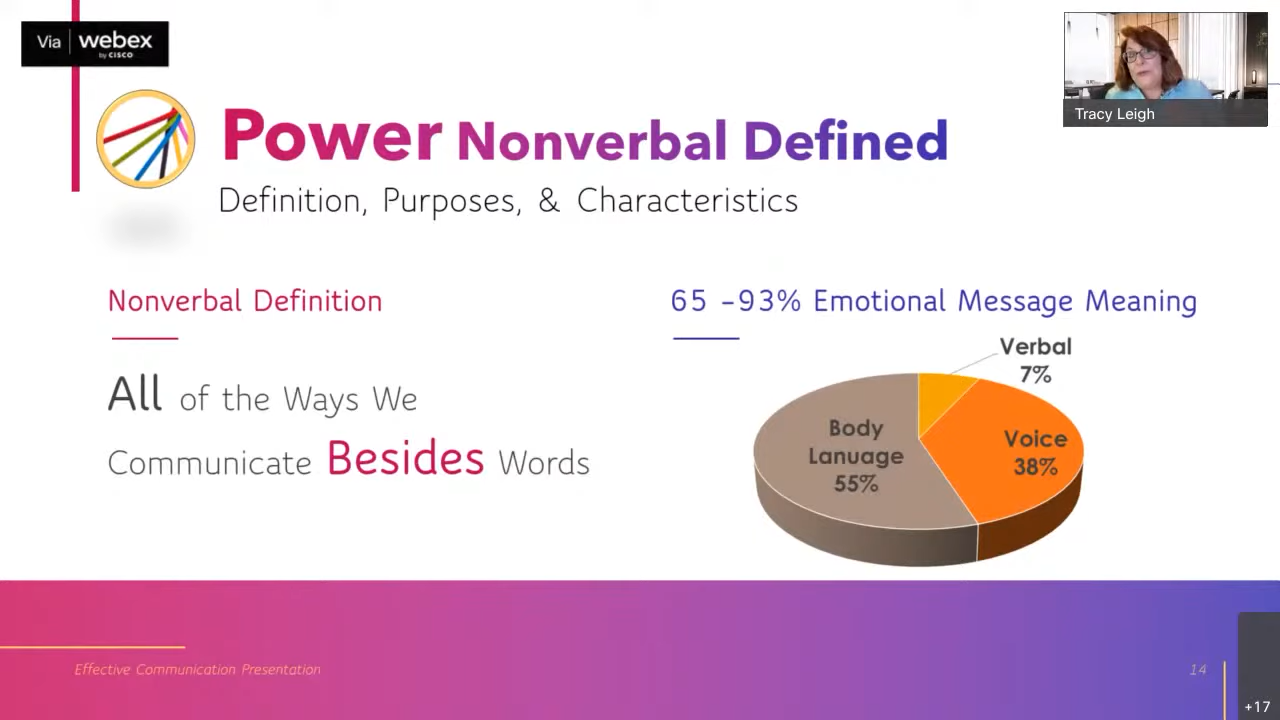 Via webex
by CISCO
Tracy Leigh
Power Nonverbal Defined
Definition, Purposes, & Characteristics
Nonverbal Definition
All of the Ways We
Communicate Besides Words
65 –93% Emotional Message Meaning
Verbal
7%
Voice
38%
Body
Lanuage
55%
Effective Communication Presentation
14
+17